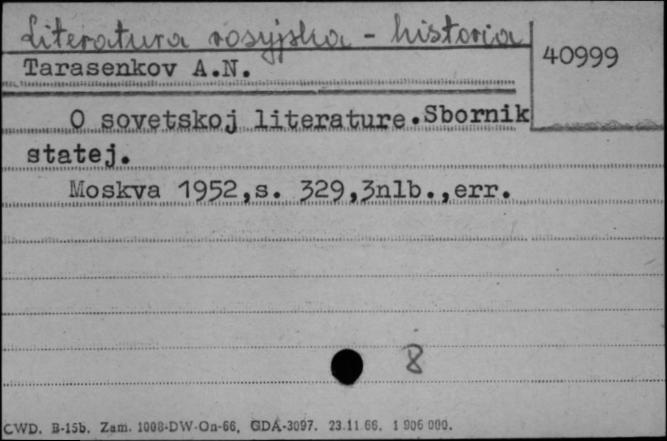 Literatura rosyjska - historia
40999
Tarasenkov A.N.
O sovetskoj literature.Sbornik
statej.
Moskva 1952,s. 329,3nlb.,err.
8
CWD. B-15b. Zam. 1008-DW-On-66, GDA-3097. 23.11.66. 1 906 000.